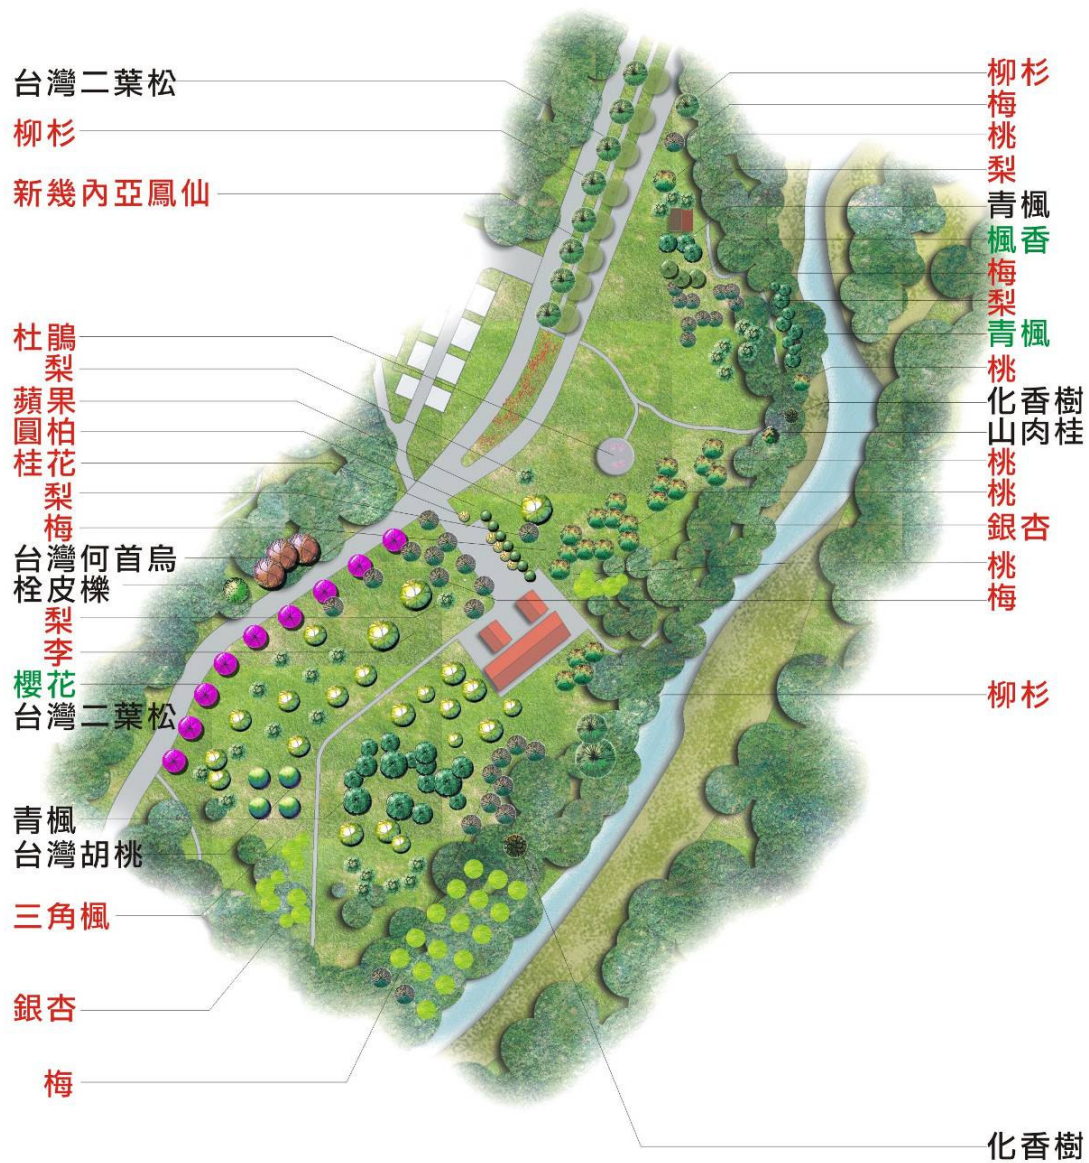 台灣二葉松
柳杉
新幾內亞鳳仙
杜鵑
梨
蘋果
圓柏
桂花
梨
梅
台灣何首烏
栓皮櫟
梨
李
櫻花
台灣二葉松
青楓
台灣胡桃
三角楓
銀杏
梅
柳杉
梅
桃
梨
青楓
楓香
梅
梨
青楓
桃
化香樹
山肉桂
桃
桃
銀杏
桃
梅
柳杉
化香樹